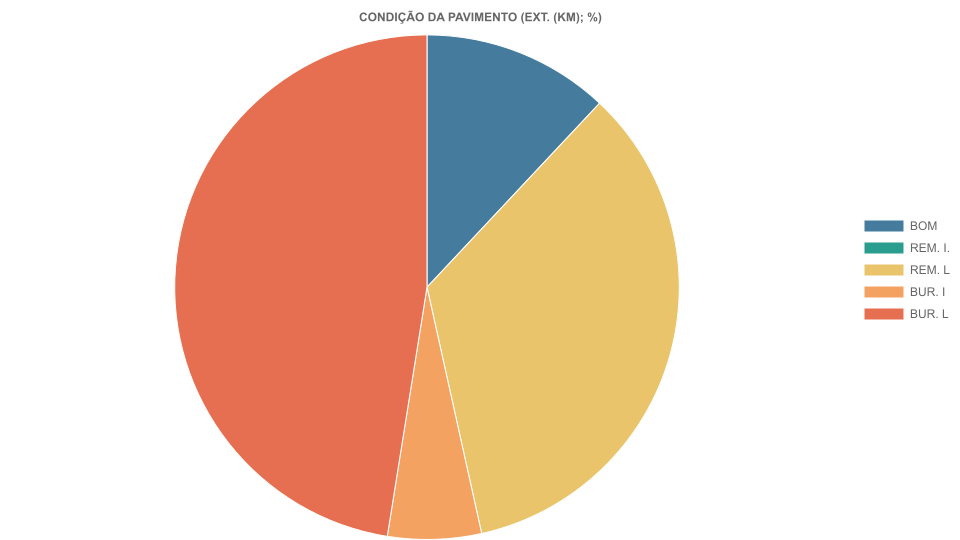 CONDIÇÃO DA PAVIMENTO (EXT. (KM); %)
BOM
REM. I.
REM. L
BUR. I
BUR. L